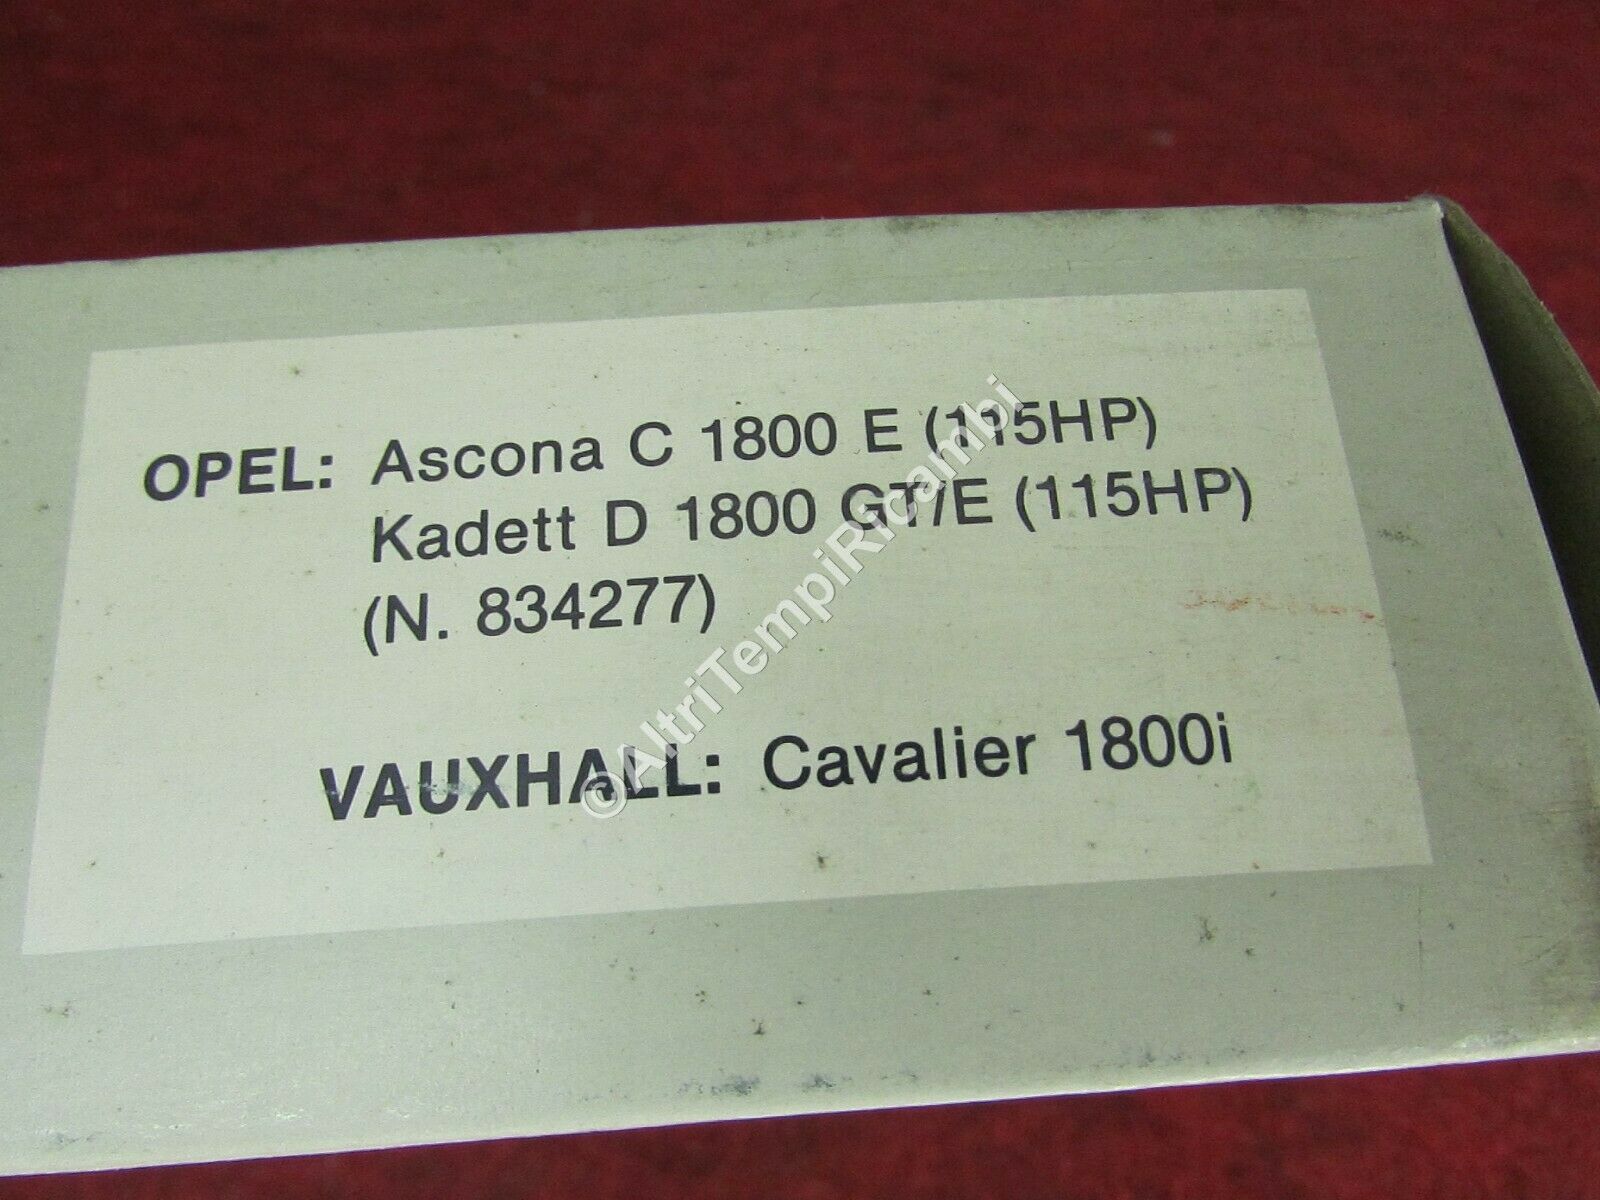 OPEL: Ascona C 1800 E (115HP)
Kadett D 1800 GT/E (115HP)
(N. 834277)
VAUXHALL: Cavalier 1800i
©AltriTempiRicambi